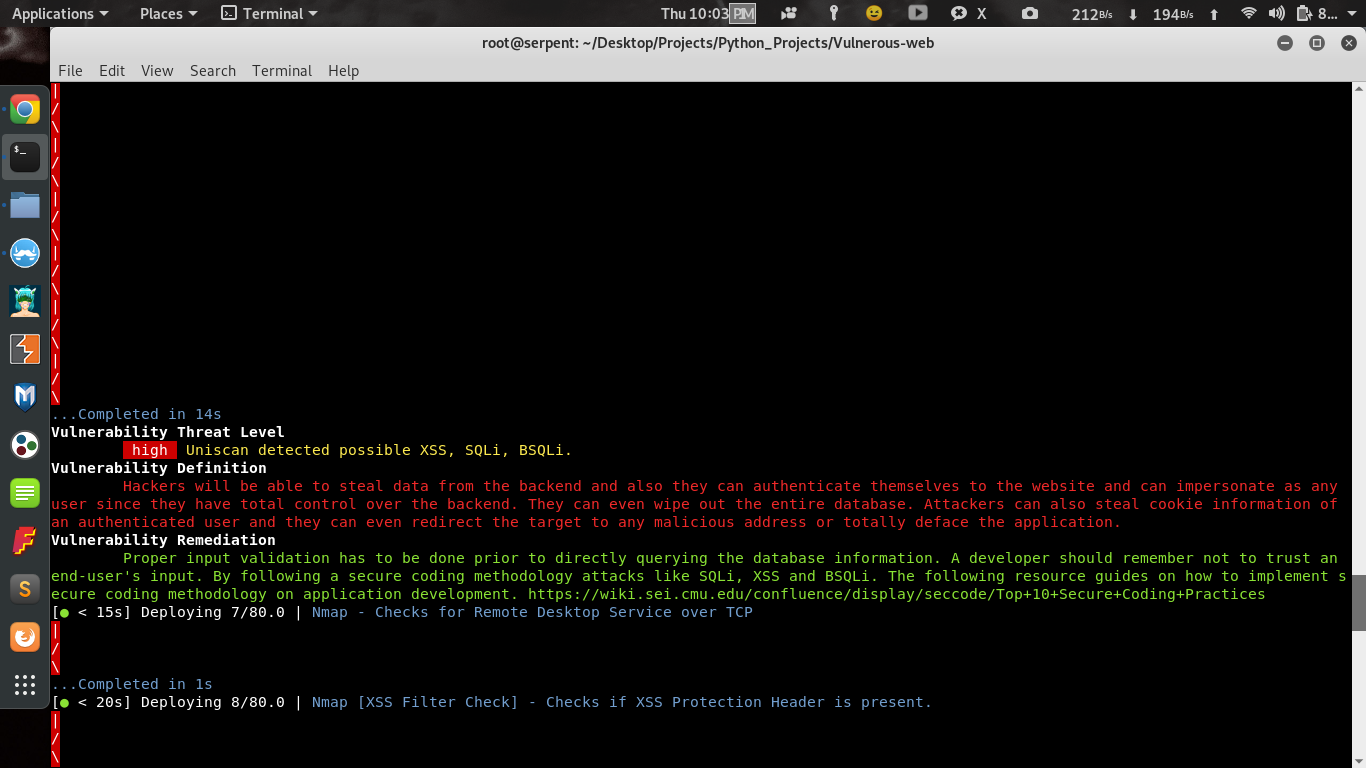 Applications Places Terminal Thu 10:03 PM X 212B/s 194B/s 8...
root@serpent: ~/Desktop/Projects/Python_Projects/Vulnerous-web
File Edit View Search Terminal Help
|
/
\
|
/
\
|
/
\
|
/
\
|
/
\
|
/
\
...Completed in 14s
Vulnerability Threat Level
high Uniscan detected possible XSS, SQLi, BSQLi.
Vulnerability Definition
Hackers will be able to steal data from the backend and also they can authenticate themselves to the website and can impersonate as any
user since they have total control over the backend. They can even wipe out the entire database. Attackers can also steal cookie information of
an authenticated user and they can even redirect the target to any malicious address or totally deface the application.
Vulnerability Remediation
Proper input validation has to be done prior to directly querying the database information. A developer should remember not to trust an
end-user's input. By following a secure coding methodology attacks like SQLi, XSS and BSQLi. The following resource guides on how to implement s
ecure coding methodology on application development. https://wiki.sei.cmu.edu/confluence/display/seccode/Top+10+Secure+Coding+Practices
[● < 15s] Deploying 7/80.0 | Nmap - Checks for Remote Desktop Service over TCP
|
/
\
...Completed in 1s
[● < 20s] Deploying 8/80.0 | Nmap [XSS Filter Check] - Checks if XSS Protection Header is present.
|
/
\